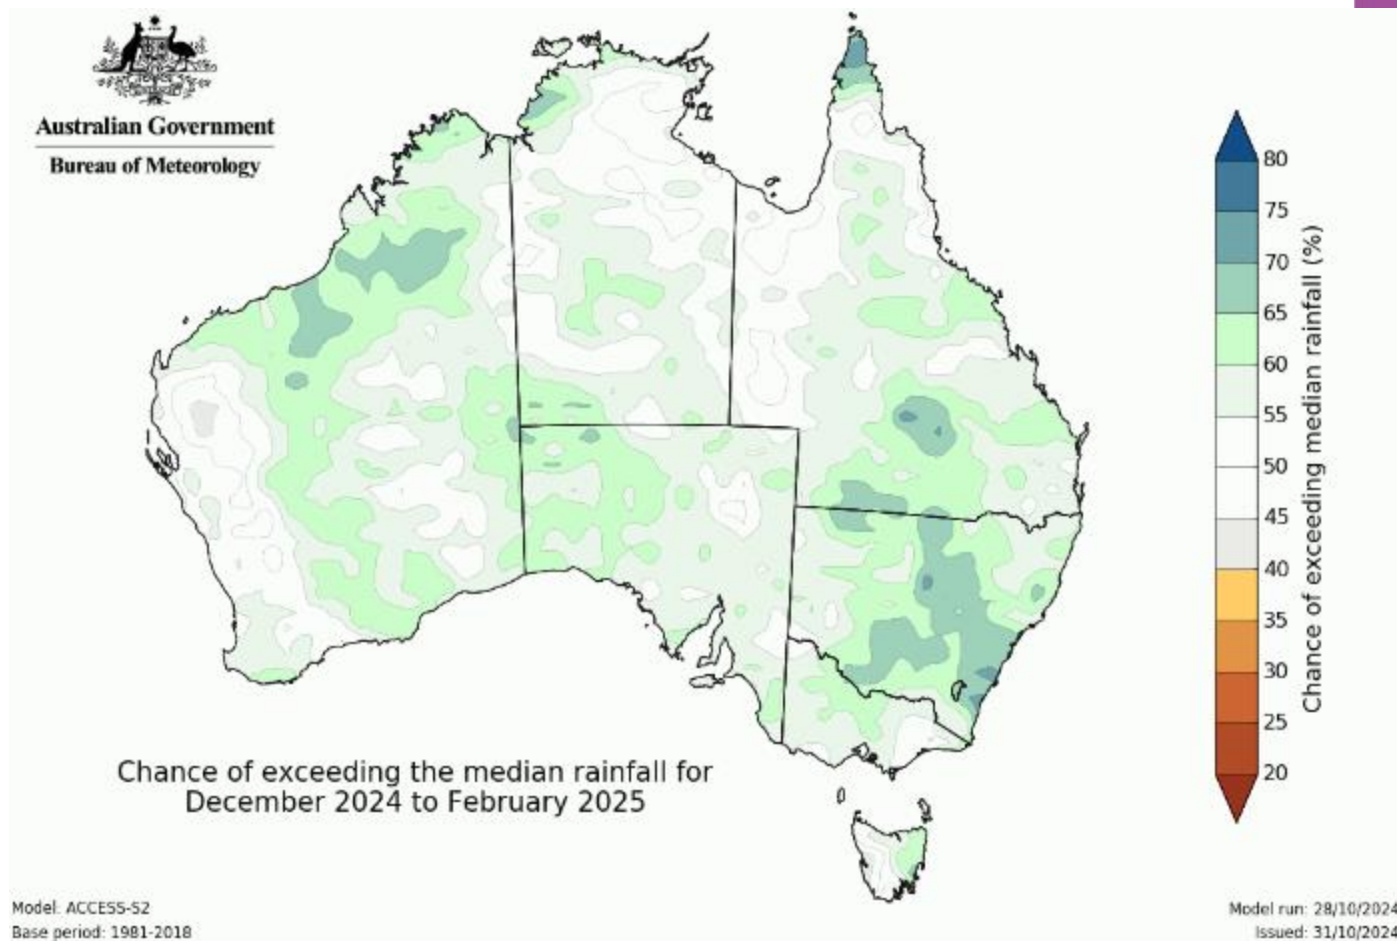 Australian Government
Bureau of Meteorology
80
75
70
65
60
55
50
45
40
35
30
25
20
Chance of exceeding median rainfall (%)
Chance of exceeding the median rainfall for
December 2024 to February 2025
Model: ACCESS-S2
Base period: 1981-2018
Model run: 28/10/2024
Issued: 31/10/2024